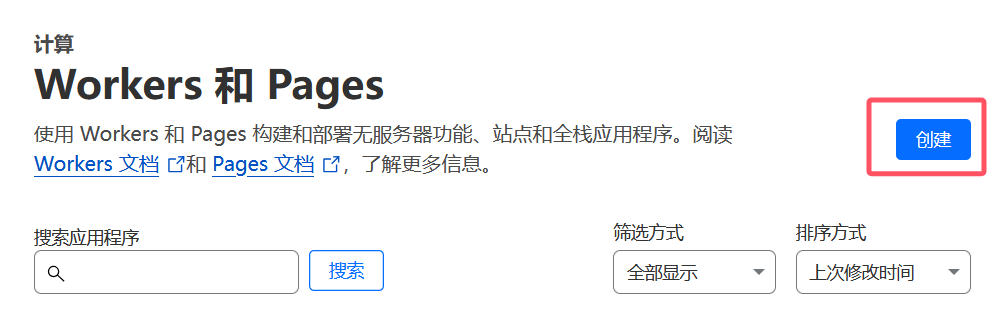 计算
Workers 和 Pages
使用 Workers 和 Pages 构建和部署无服务器功能、站点和全栈应用程序。阅读
Workers 文档 和 Pages 文档 ，了解更多信息。
创建
搜索应用程序
搜索
筛选方式
全部显示
排序方式
上次修改时间